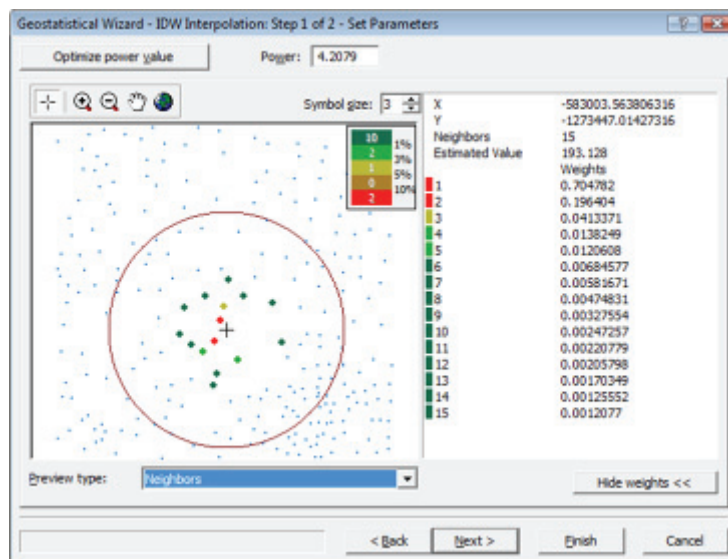 Geostatistical Wizard - IDW Interpolation: Step 1 of 2 - Set Parameters
Optimize power value Power: 4.2079
Symbol size: 3
10 1%
2 3%
1 5%
0 10%
2
X -583003.563806316
Y -1273447.01427316
Neighbors 15
Estimated Value 193.128
Weights
1 0.704782
2 0.196404
3 0.0413371
4 0.0138249
5 0.0120608
6 0.00684577
7 0.00581671
8 0.00474831
9 0.00327554
10 0.00247257
11 0.00220779
12 0.00205798
13 0.00170349
14 0.00125552
15 0.0012077
Preview type: Neighbors
Hide weights <<
< Back Next > Finish Cancel